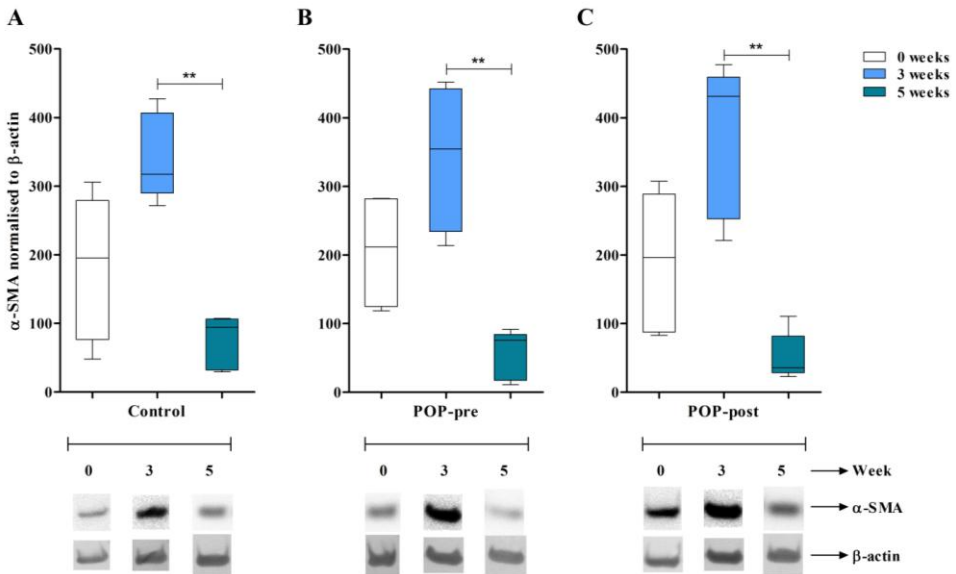 A
B
C
α-SMA normalised to β-actin
500
400
300
200
100
0
**
Control
500
400
300
200
100
0
**
POP-pre
500
400
300
200
100
0
**
POP-post
0 weeks
3 weeks
5 weeks
0 3 5
0 3 5
0 3 5
Week
α-SMA
β-actin